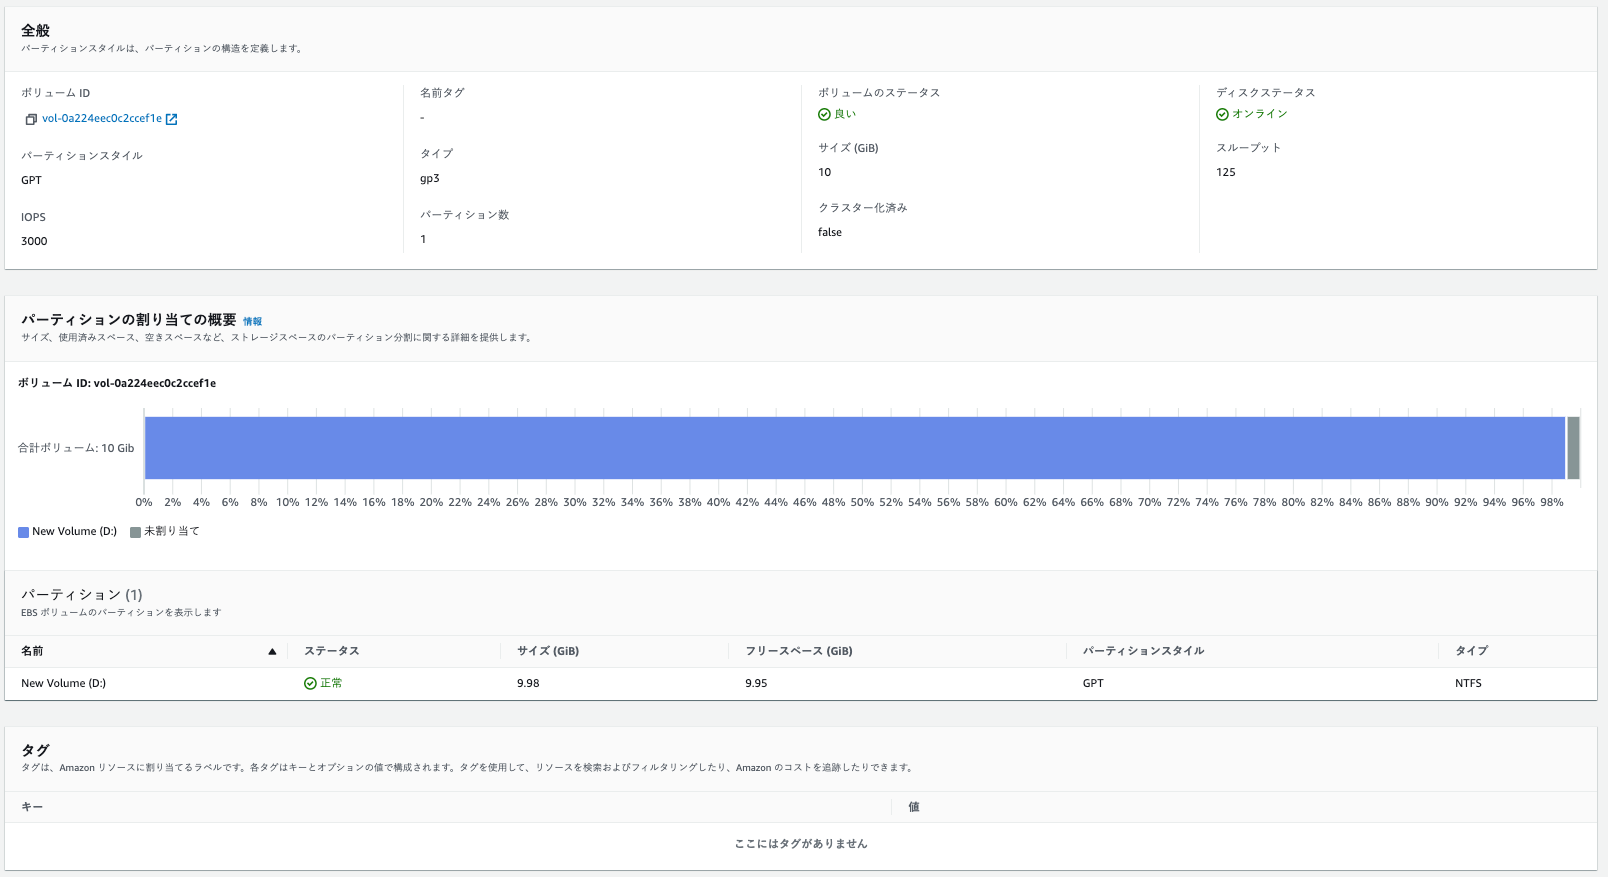 全般
パーティションスタイルは、パーティションの構造を定義します。
ボリューム ID
vol-0a224eec0c2ccef1e
パーティションスタイル
GPT
IOPS
3000
名前タグ
-
タイプ
gp3
パーティション数
1
ボリュームのステータス
良い
サイズ (GiB)
10
クラスター化済み
false
ディスクステータス
オンライン
スループット
125
パーティションの割り当ての概要 情報
サイズ、使用済みスペース、空きスペースなど、ストレージスペースのパーティション分割に関する詳細を提供します。
ボリューム ID: vol-0a224eec0c2ccef1e
合計ボリューム: 10 Gib
0% 2% 4% 6% 8% 10% 12% 14% 16% 18% 20% 22% 24% 26% 28% 30% 32% 34% 36% 38% 40% 42% 44% 46% 48% 50% 52% 54% 56% 58% 60% 62% 64% 66% 68% 70% 72% 74% 76% 78% 80% 82% 84% 86% 88% 90% 92% 94% 96% 98%
New Volume (D:) 未割り当て
パーティション (1)
EBS ボリュームのパーティションを表示します
名前 ステータス サイズ (GiB) フリースペース (GiB) パーティションスタイル タイプ
New Volume (D:) 正常 9.98 9.95 GPT NTFS
タグ
タグは、Amazon リソースに割り当てるラベルです。各タグはキーとオプションの値で構成されます。タグを使用して、リソースを検索およびフィルタリングしたり、Amazon のコストを追跡したりできます。
キー 値
ここにはタグがありません